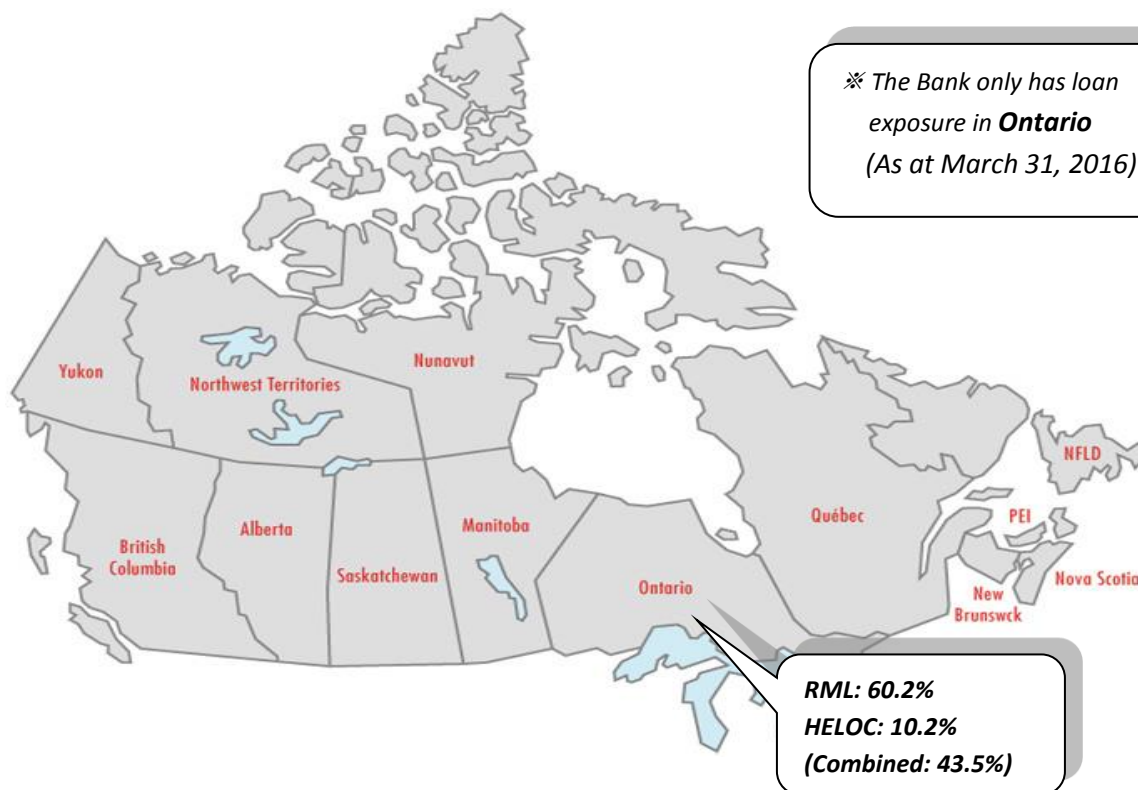 ※ The Bank only has loan
exposure in Ontario
(As at March 31, 2016)
Yukon
Northwest Territories
Nunavut
British
Columbia
Alberta
Saskatchewan
Manitoba
Ontario
Québec
NFLD
PEI
New
Brunswck
Nova Scotia
RML: 60.2%
HELOC: 10.2%
(Combined: 43.5%)